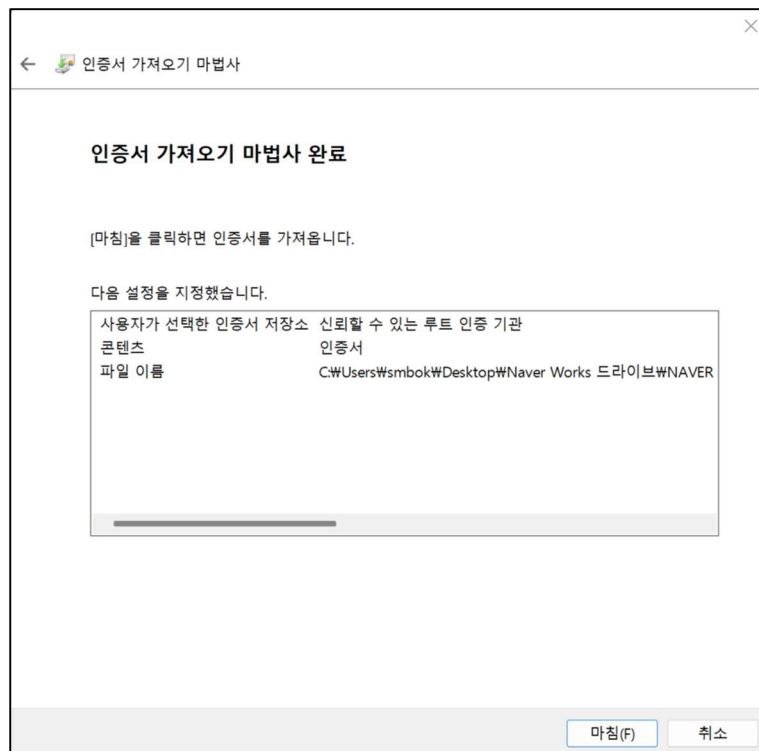 인증서 가져오기 마법사
인증서 가져오기 마법사 완료
[마침]을 클릭하면 인증서를 가져옵니다.
다음 설정을 지정했습니다.
사용자가 선택한 인증서 저장소 신뢰할 수 있는 루트 인증 기관
콘텐츠 인증서
파일 이름 C:₩Users₩smbok₩Desktop₩Naver Works 드라이브₩NAVER
마침(F) 취소